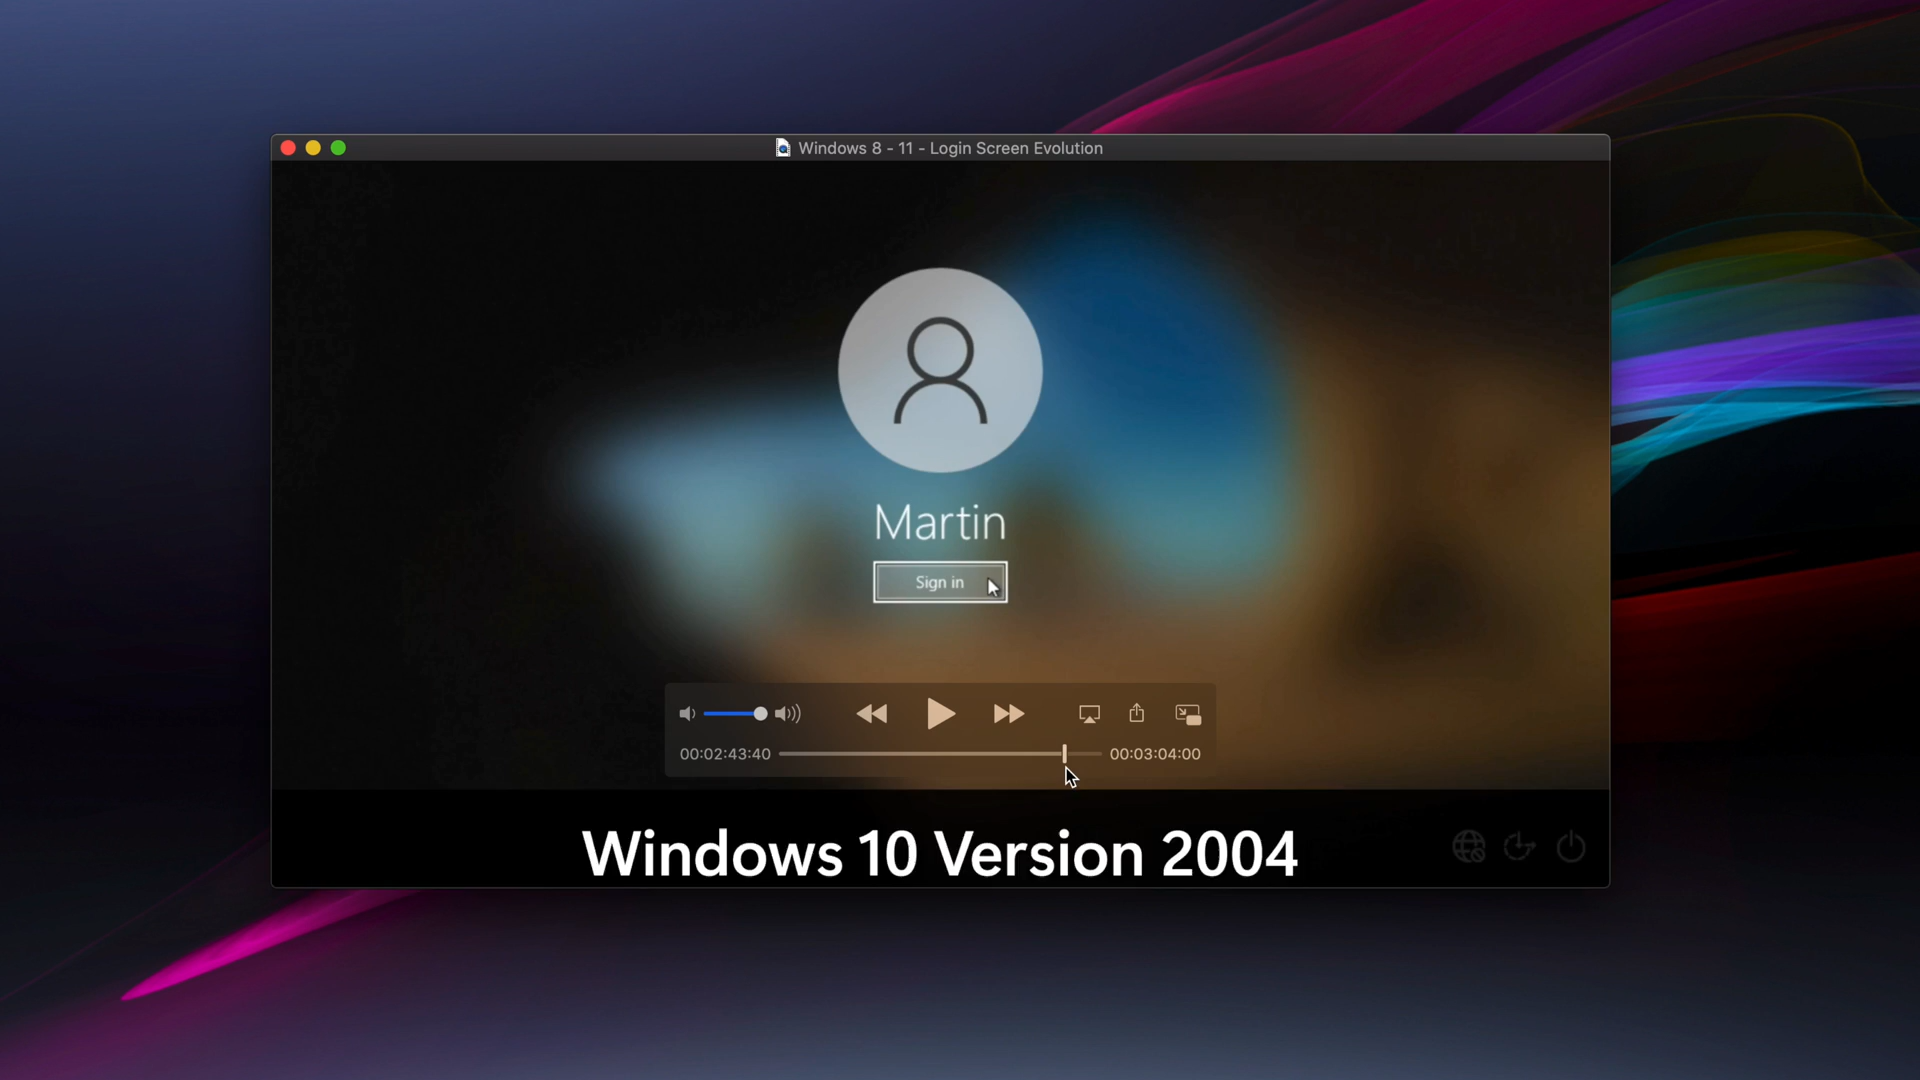 Windows 8 - 11 - Login Screen Evolution
Martin
Sign in
00:02:43:40
00:03:04:00
Windows 10 Version 2004